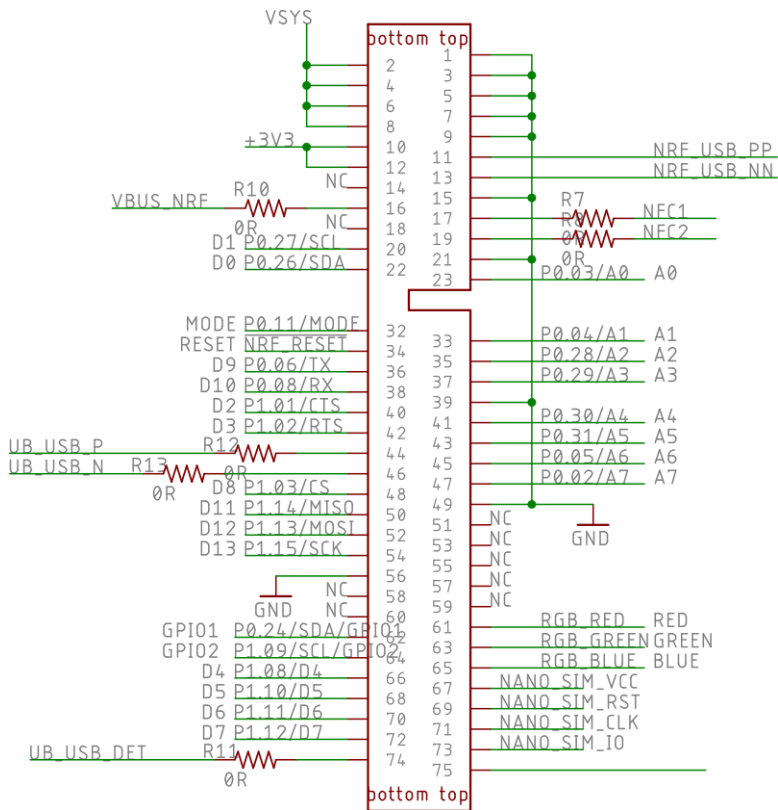 VSYS
bottom top
2 1
4 3
6 5
8 7
+3V3 10 9
12 11 NRF_USB_PP
NC 14 13 NRF_USB_NN
VBUS_NRF R10 0R 16 15
NC 18 17 R7 0R NFC1
D1 P0.27/SCL 20 19 R8 0R NFC2
D0 P0.26/SDA 22 21
23 P0.03/A0 A0
MODE P0.11/MODE 32 33 P0.04/A1 A1
RESET NRF_RESET 34 35 P0.28/A2 A2
D9 P0.06/TX 36 37 P0.29/A3 A3
D10 P0.08/RX 38 39
D2 P1.01/CTS 40 41 P0.30/A4 A4
D3 P1.02/RTS 42 43 P0.31/A5 A5
UB_USB_P R12 0R 44 45 P0.05/A6 A6
UB_USB_N R13 0R 46 47 P0.02/A7 A7
D8 P1.03/CS 48 49 GND
D11 P1.14/MISO 50 51 NC
D12 P1.13/MOSI 52 53 NC
D13 P1.15/SCK 54 55 NC
GND 56 57 NC
NC 58 59 NC
NC 60 61 RGB_RED RED
GPIO1 P0.24/SDA/GPIO1 62 63 RGB_GREEN GREEN
GPIO2 P1.09/SCL/GPIO2 64 65 RGB_BLUE BLUE
D4 P1.08/D4 66 67 NANO_SIM_VCC
D5 P1.10/D5 68 69 NANO_SIM_RST
D6 P1.11/D6 70 71 NANO_SIM_CLK
D7 P1.12/D7 72 73 NANO_SIM_IO
UB_USB_DET R11 0R 74 75
bottom top